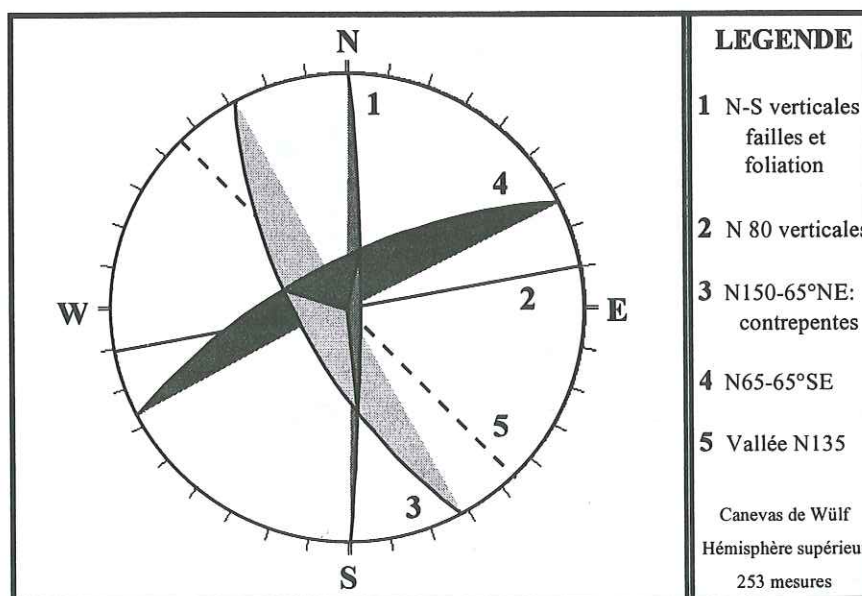 N
1
4
W
E
2
5
3
S
LEGENDE
1 N-S verticales
failles et
foliation
2 N 80 verticales
3 N150-65°NE:
contrepentes
4 N65-65°SE
5 Vallée N135
Canevas de Wülf
Hémisphère supérieu
253 mesures